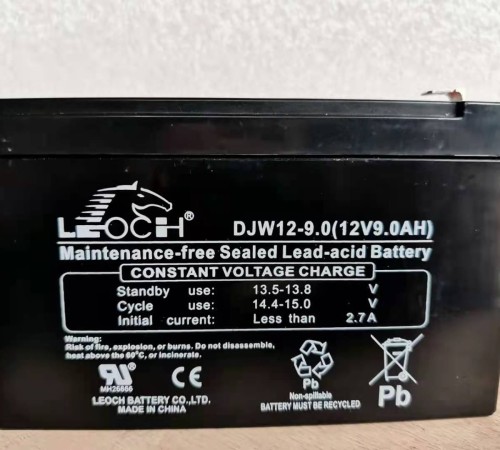 LEOCH®
DJW12-9.0(12V9.0AH)
Maintenance-free Sealed Lead-acid Battery
CONSTANT VOLTAGE CHARGE
Standby use: 13.5-13.8 V
Cycle use: 14.4-15.0 V
Initial current: Less than 2.7A
Warning:
Risk of fire, explosion, or burns. Do not disassemble,
heat above the 60°C, or incinerate.
MH26866
CE
LEOCH BATTERY CO.,LTD.
MADE IN CHINA
Pb
Non-spillable
BATTERY MUST BE RECYCLED
Pb